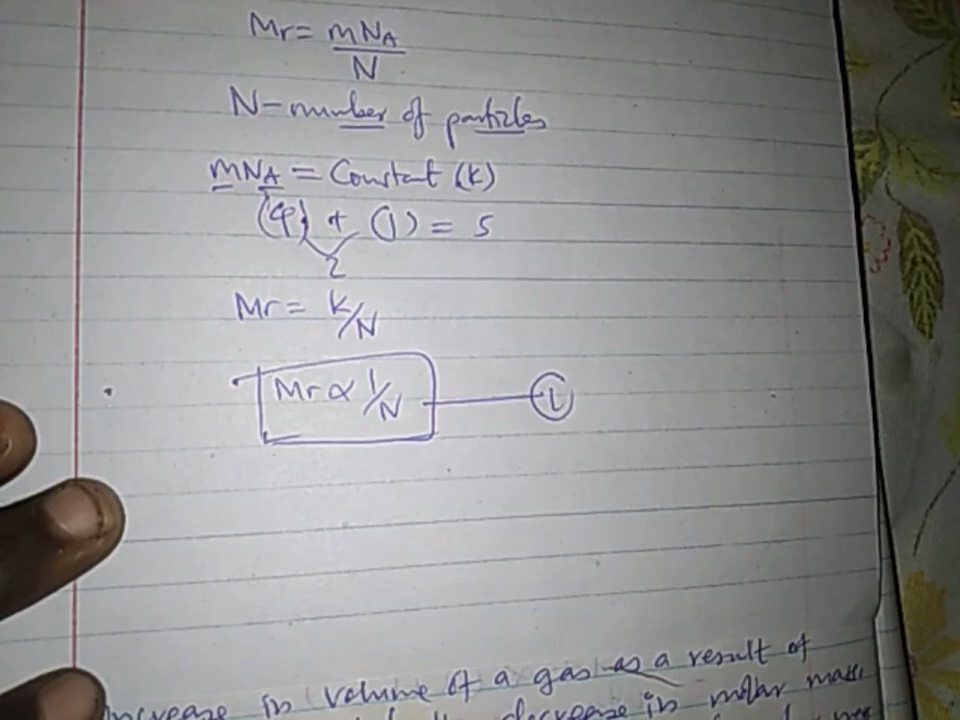 Mr = mNA
N
N - number of particles
mNA = Constant (K)
(4) + (1) = 5
2
Mr = K/N
Mr ∝ 1/N
increase in volume of a gas as a result of
decrease in molar mass